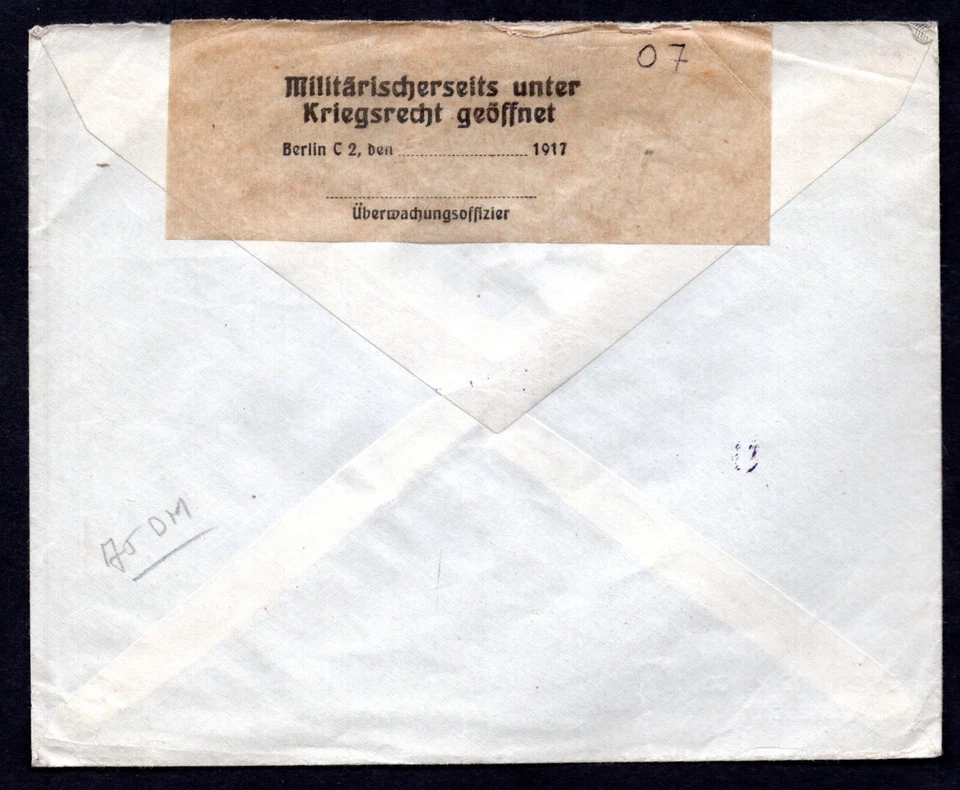 07
Militärischerseits unter
Kriegsrecht geöffnet
Berlin C 2, den ........................ 1917
........................................
Überwachungsoffizier
75 DM